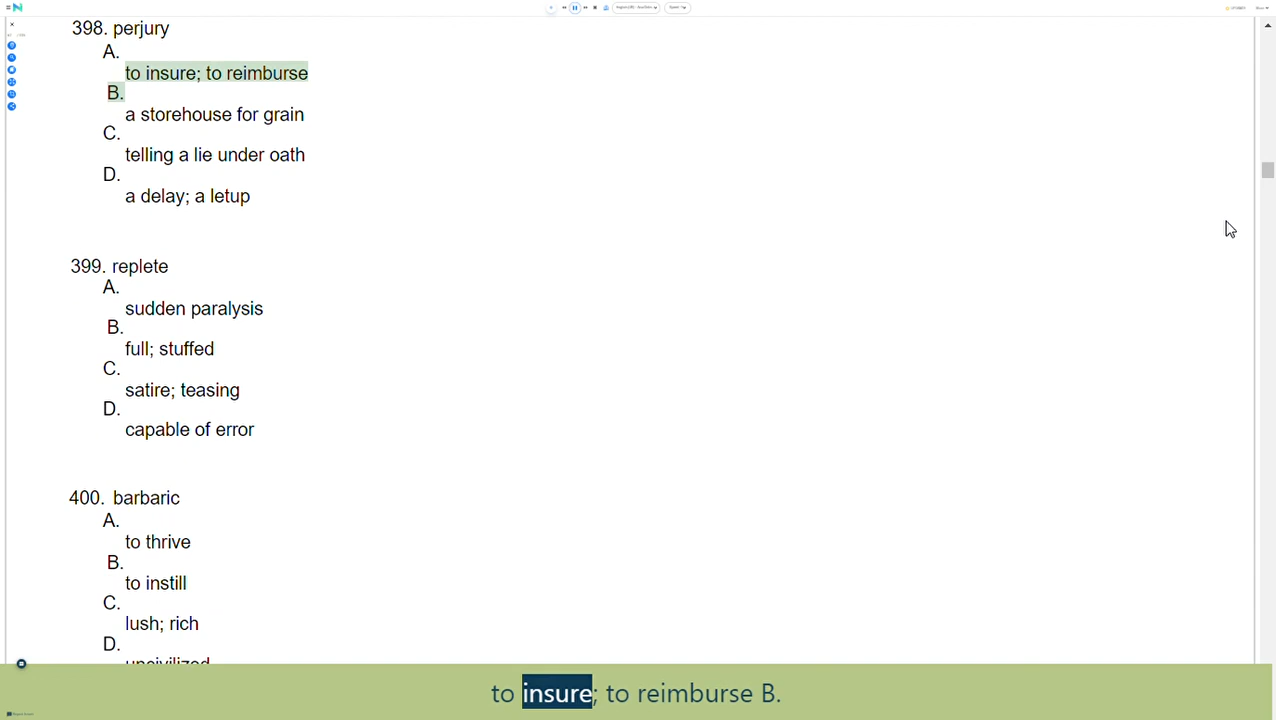 398. perjury
A.
to insure; to reimburse
B.
a storehouse for grain
C.
telling a lie under oath
D.
a delay; a letup
399. replete
A.
sudden paralysis
B.
full; stuffed
C.
satire; teasing
D.
capable of error
400. barbaric
A.
to thrive
B.
to instill
C.
lush; rich
D.
uncivilized
to insure; to reimburse B.